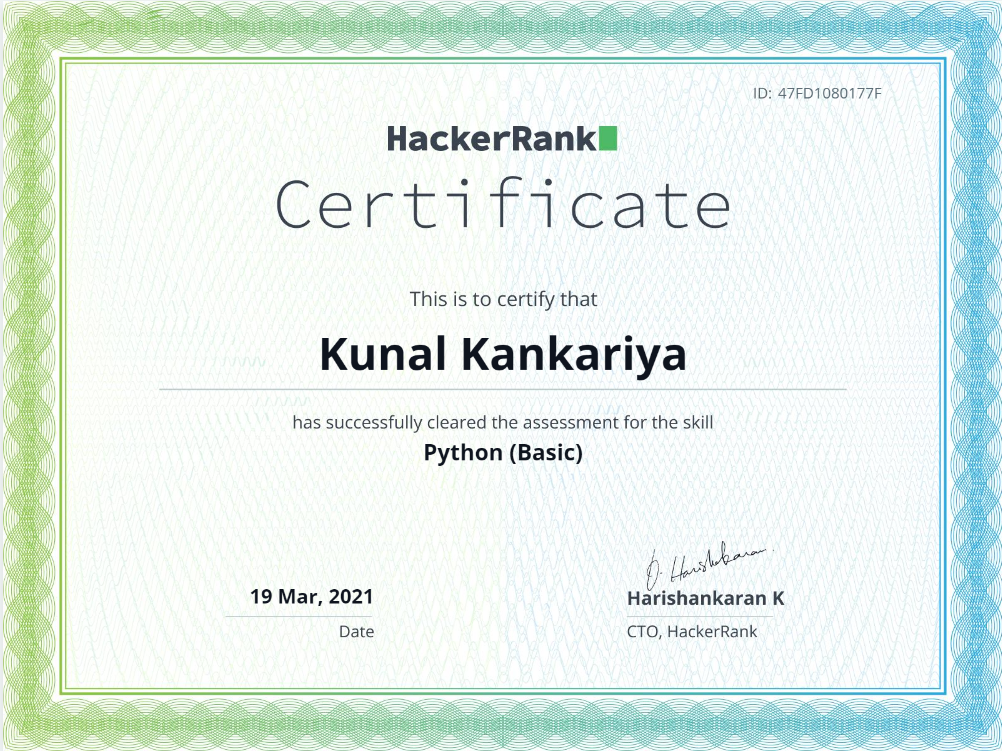 ID: 47FD1080177F
HackerRank
Certificate
This is to certify that
Kunal Kankariya
has successfully cleared the assessment for the skill
Python (Basic)
19 Mar, 2021
Date
Harishankaran K
CTO, HackerRank